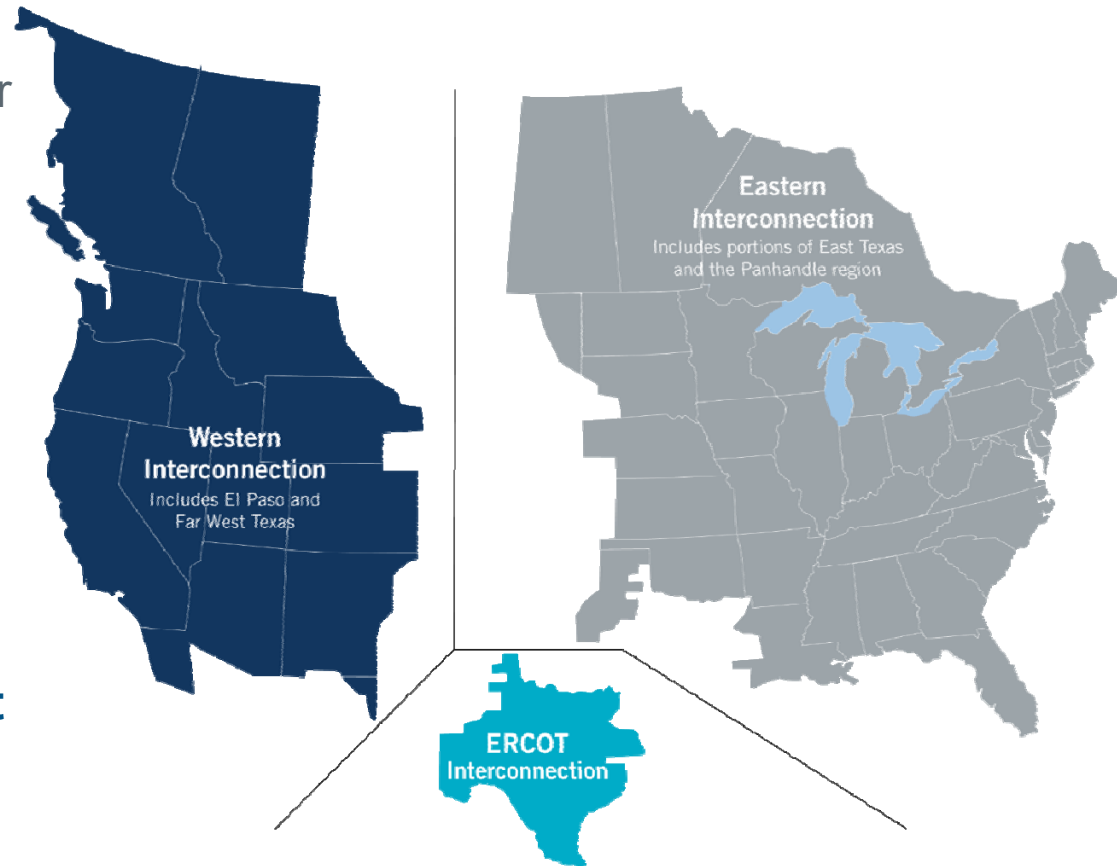 r
t
Western
Interconnection
Includes El Paso and
Far West Texas
Eastern
Interconnection
Includes portions of East Texas
and the Panhandle region
ERCOT
Interconnection